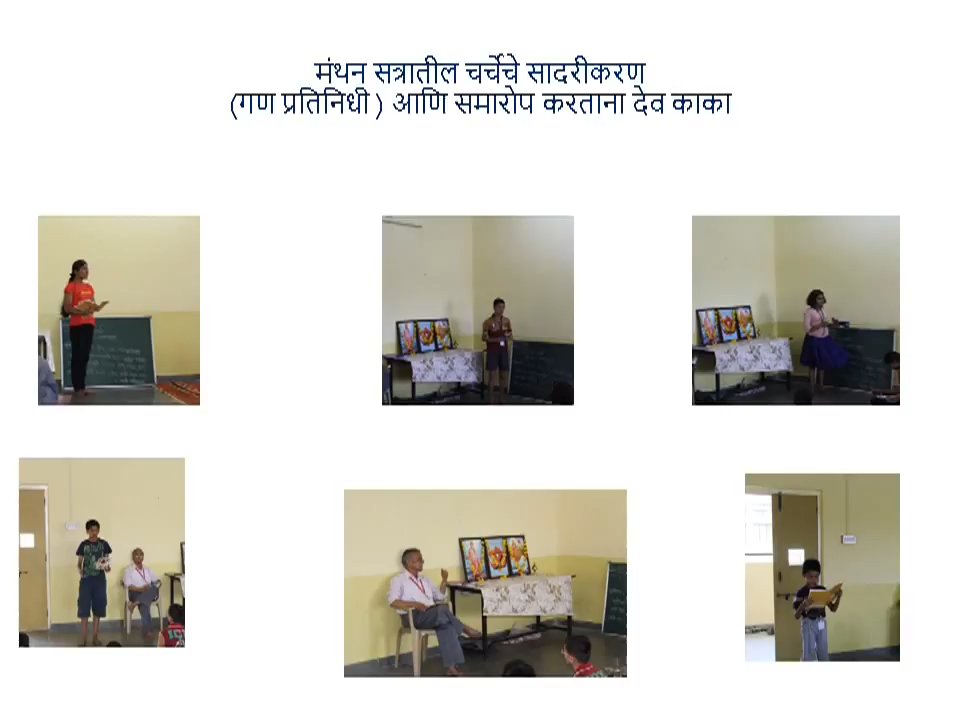 मंथन सत्रातील चर्चेचे सादरीकरण
(गण प्रतिनिधी ) आणि समारोप करताना देव काका